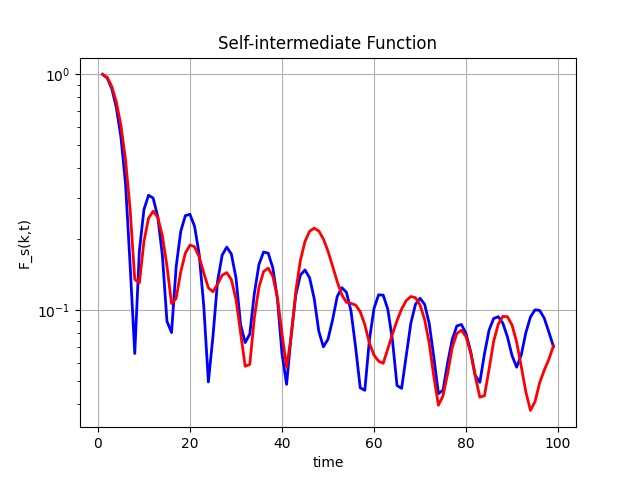 Self-intermediate Function
10⁰
10⁻¹
F_s(k,t)
0 20 40 60 80 100
time